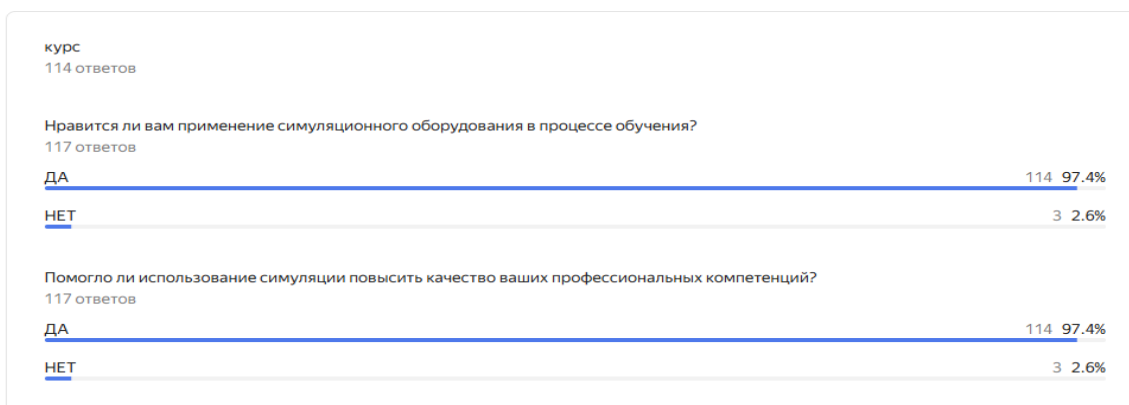 курс
114 ответов
Нравится ли вам применение симуляционного оборудования в процессе обучения?
117 ответов
ДА 114 97.4%
НЕТ 3 2.6%
Помогло ли использование симуляции повысить качество ваших профессиональных компетенций?
117 ответов
ДА 114 97.4%
НЕТ 3 2.6%